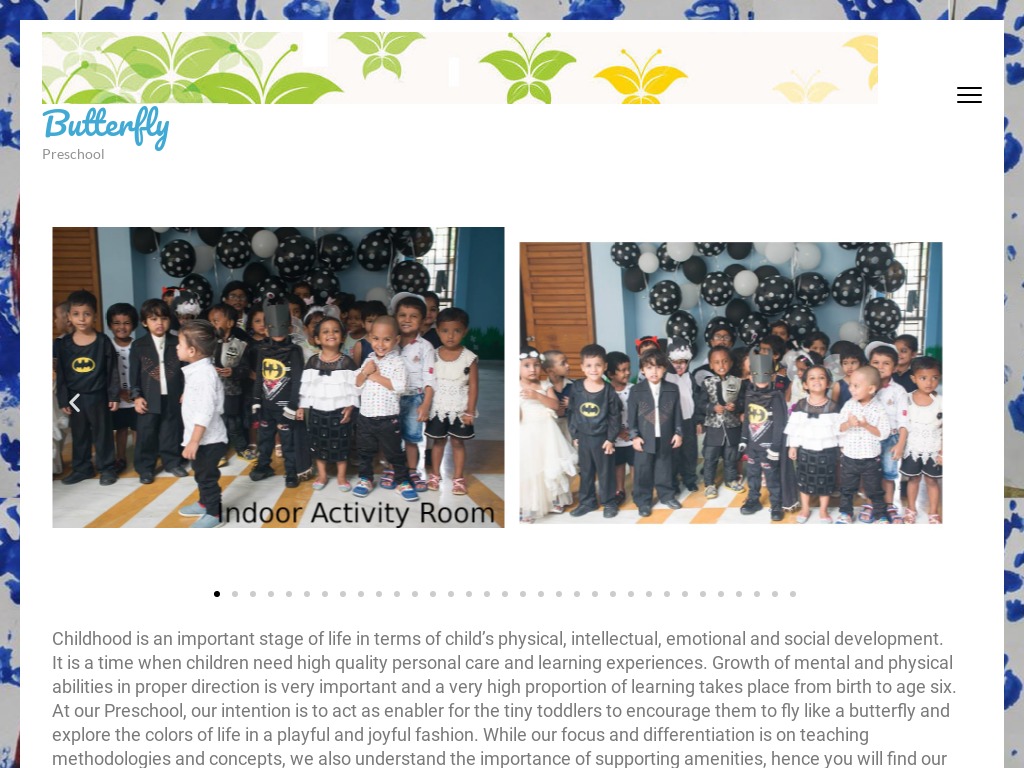 Butterfly
Preschool
Indoor Activity Room
Childhood is an important stage of life in terms of child’s physical, intellectual, emotional and social development.
It is a time when children need high quality personal care and learning experiences. Growth of mental and physical
abilities in proper direction is very important and a very high proportion of learning takes place from birth to age six.
At our Preschool, our intention is to act as enabler for the tiny toddlers to encourage them to fly like a butterfly and
explore the colors of life in a playful and joyful fashion. While our focus and differentiation is on teaching
methodologies and concepts, we also understand the importance of supporting amenities, hence you will find our